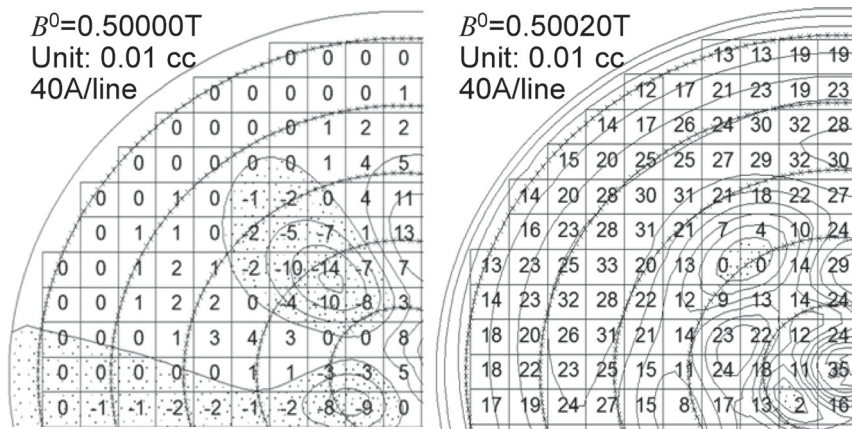 B⁰=0.50000T
Unit: 0.01 cc
40A/line
0 0 0 0
0 0 0 0 0 1
0 0 0 0 1 2 2
0 0 0 0 0 1 4 5
0 0 1 0 -1 -2 0 4 11
0 1 1 0 -2 -5 -7 1 13
0 0 1 2 1 -2 -10 -14 -7 7
0 0 1 2 2 0 -4 -10 -8 3
0 0 0 1 3 4 3 0 0 8
0 0 0 0 0 1 1 -3 -3 5
0 -1 -1 -2 -2 -1 -2 -8 -9 0
B⁰=0.50020T
Unit: 0.01 cc
40A/line
13 13 19 19
12 17 21 23 19 23
14 17 26 24 30 32 28
15 20 25 25 27 29 32 30
14 20 28 30 31 21 18 22 27
16 23 28 31 21 7 4 10 24
13 23 25 33 20 13 0 0 14 29
14 23 32 28 22 12 9 13 14 24
18 20 26 31 21 14 23 22 12 24
18 22 23 25 15 11 24 18 11 35
17 19 24 27 15 8 17 13 2 16